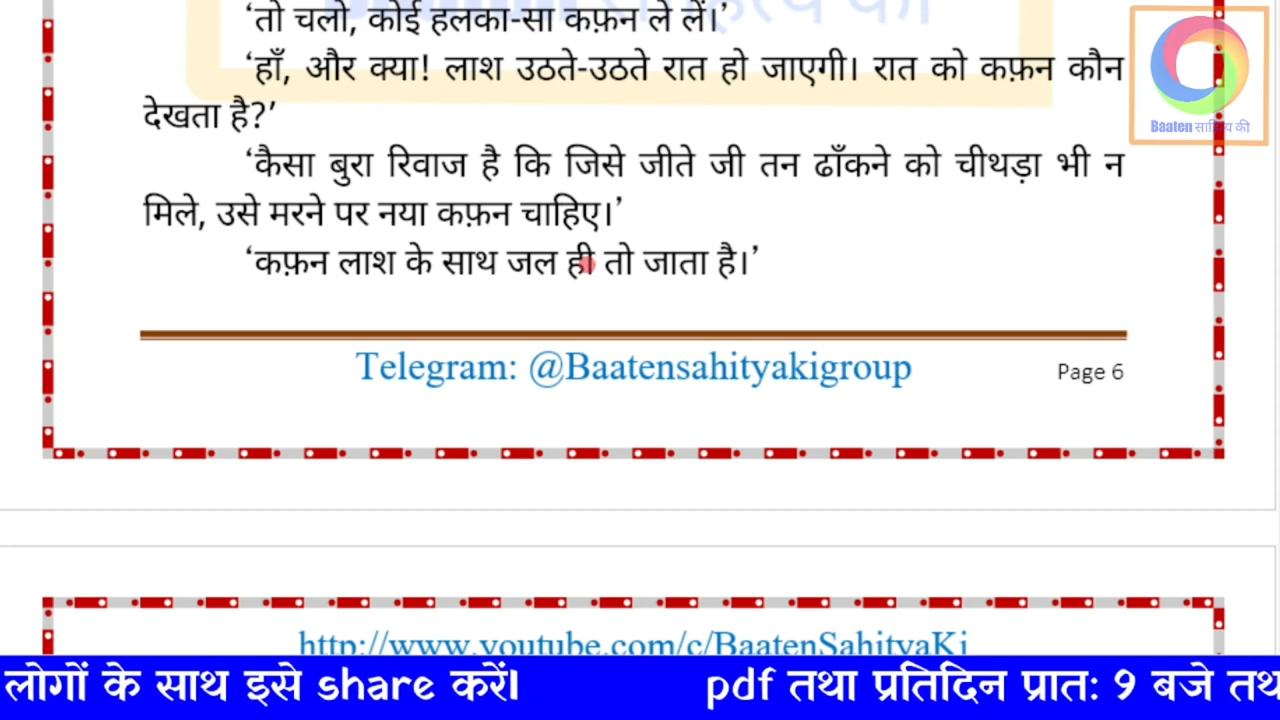 ‘तो चलो, कोई हलका-सा कफ़न ले लें।’
‘हाँ, और क्या! लाश उठते-उठते रात हो जाएगी। रात को कफ़न कौन
देखता है?’
‘कैसा बुरा रिवाज है कि जिसे जीते जी तन ढाँकने को चीथड़ा भी न
मिले, उसे मरने पर नया कफ़न चाहिए।’
‘कफ़न लाश के साथ जल ही तो जाता है।’
Baaten साहित्य की
Telegram: @Baatensahityakigroup
Page 6
http://www.youtube.com/c/BaatenSahityaKi
लोगों के साथ इसे share करें। pdf तथा प्रतिदिन प्रात: 9 बजे तथ